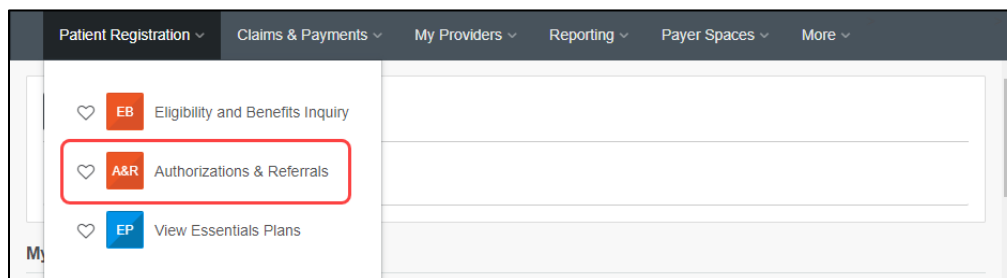 Patient Registration Claims & Payments My Providers Reporting Payer Spaces More
EB Eligibility and Benefits Inquiry
A&R Authorizations & Referrals
EP View Essentials Plans
My